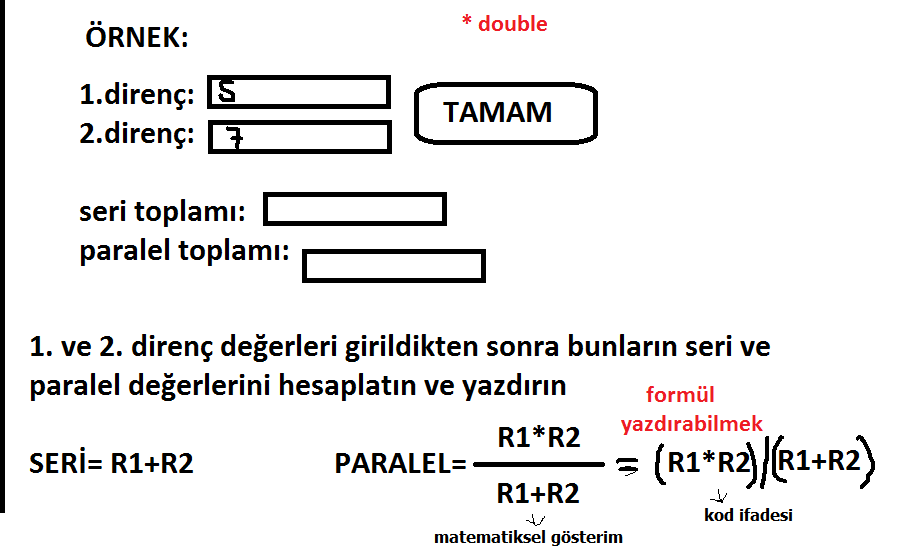 ÖRNEK:
* double
1.direnç: 5
TAMAM
2.direnç: 7
seri toplamı:
paralel toplamı:
1. ve 2. direnç değerleri girildikten sonra bunların seri ve
paralel değerlerini hesaplatın ve yazdırın
formül
yazdırabilmek
SERİ= R1+R2
PARALEL=
R1*R2
R1+R2
= (R1*R2)/(R1+R2)
kod ifadesi
matematiksel gösterim